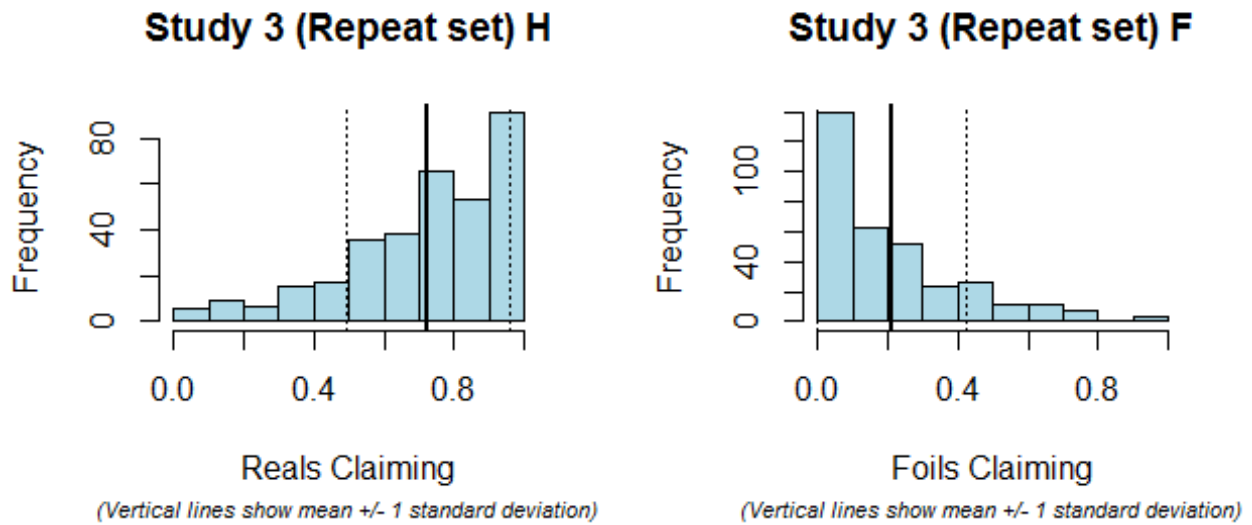 Study 3 (Repeat set) H
Frequency
80
40
0
0.0 0.4 0.8
Reals Claiming
(Vertical lines show mean +/- 1 standard deviation)
Study 3 (Repeat set) F
Frequency
100
40
0
0.0 0.4 0.8
Foils Claiming
(Vertical lines show mean +/- 1 standard deviation)